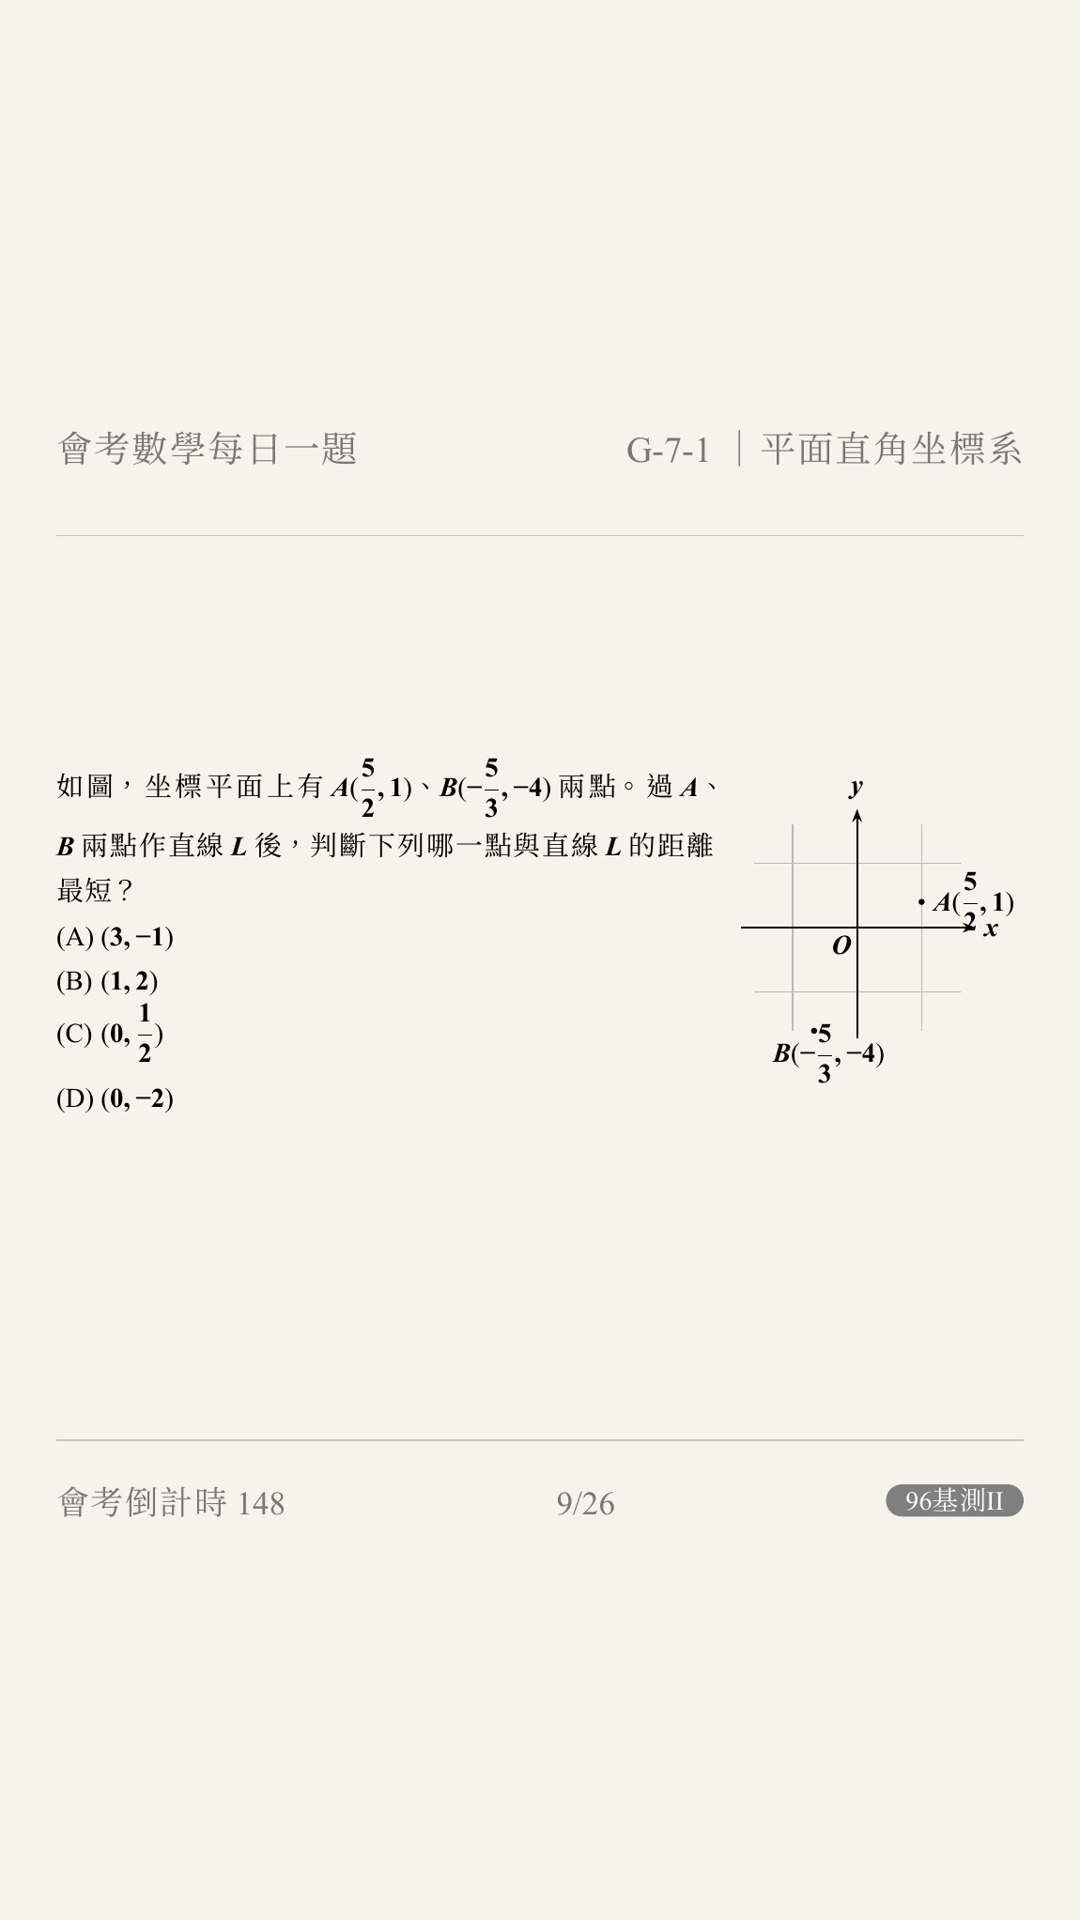 會考數學每日一題
G-7-1 | 平面直角坐標系
如圖，坐標平面上有 A(5/2, 1)、B(−5/3, −4) 兩點。過 A、
B 兩點作直線 L 後，判斷下列哪一點與直線 L 的距離
最短？
(A) (3, −1)
(B) (1, 2)
(C) (0, 1/2)
(D) (0, −2)
y
A(5/2, 1)
x
O
B(−5/3, −4)
會考倒計時 148
9/26
96基測II